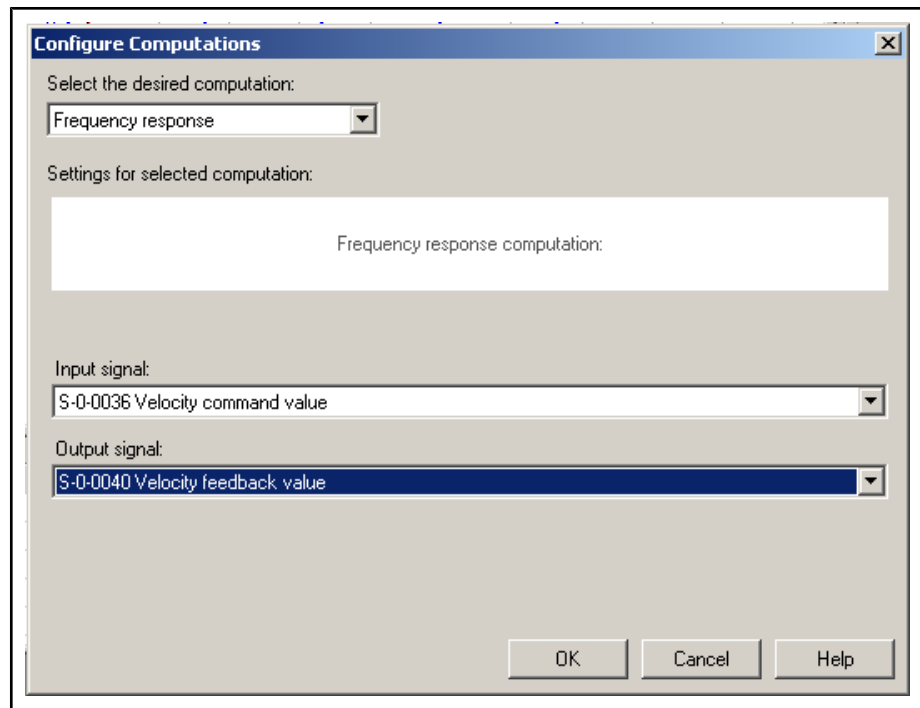 Configure Computations
Select the desired computation:
Frequency response
Settings for selected computation:
Frequency response computation:
Input signal:
S-0-0036 Velocity command value
Output signal:
S-0-0040 Velocity feedback value
OK
Cancel
Help